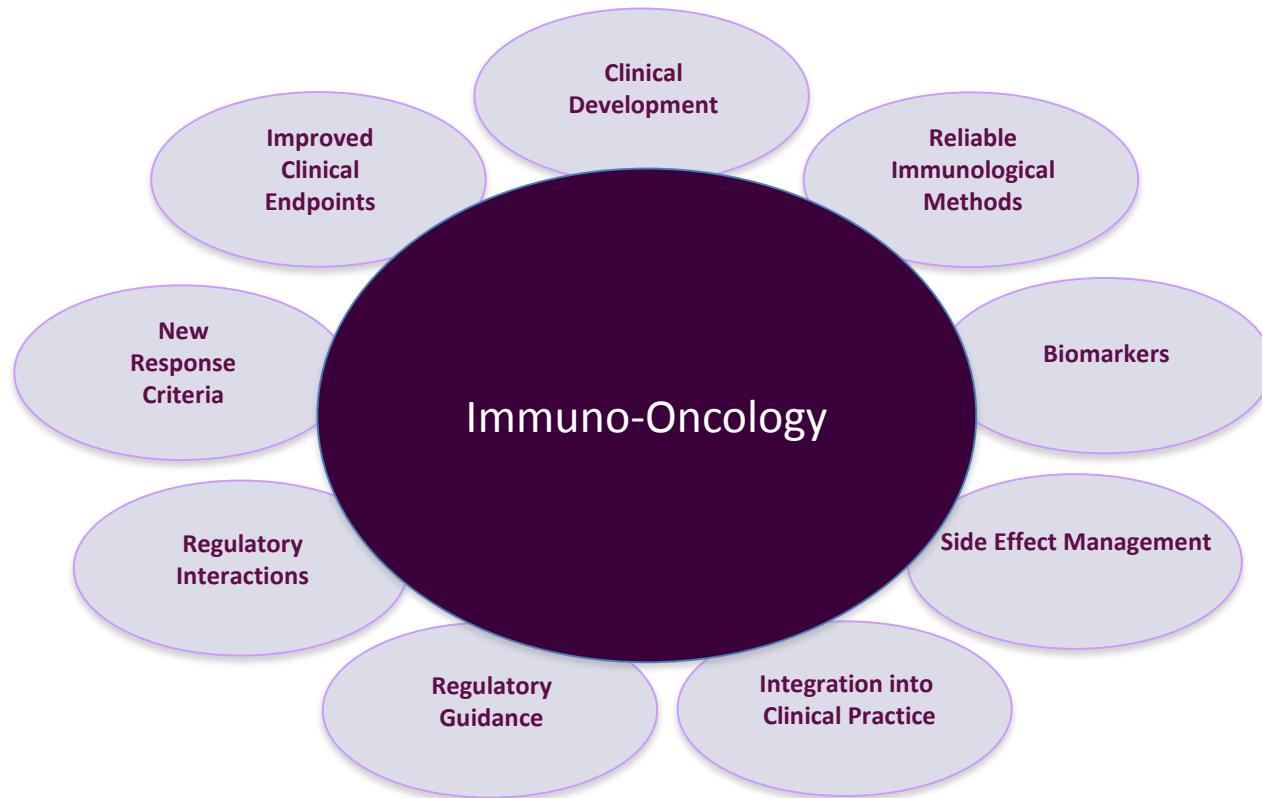 Clinical
Development
Improved
Clinical
Endpoints
Reliable
Immunological
Methods
New
Response
Criteria
Biomarkers
Immuno-Oncology
Regulatory
Interactions
Side Effect Management
Regulatory
Guidance
Integration into
Clinical Practice